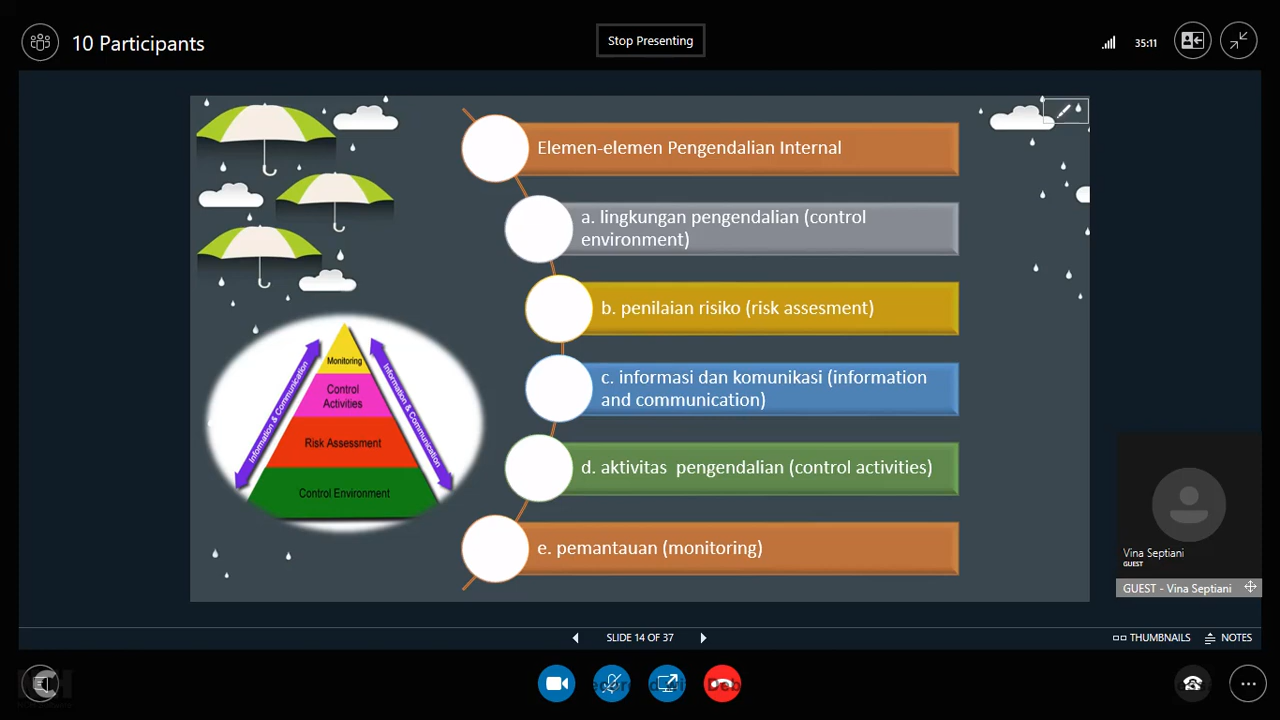 10 Participants
Stop Presenting
35:11
Elemen-elemen Pengendalian Internal
a. lingkungan pengendalian (control
environment)
b. penilaian risiko (risk assesment)
c. informasi dan komunikasi (information
and communication)
d. aktivitas pengendalian (control activities)
e. pemantauan (monitoring)
Monitoring
Control
Activities
Risk Assessment
Control Environment
Information & Communication
Information & Communication
Vina Septiani
GUEST
GUEST - Vina Septiani
SLIDE 14 OF 37
THUMBNAILS
NOTES